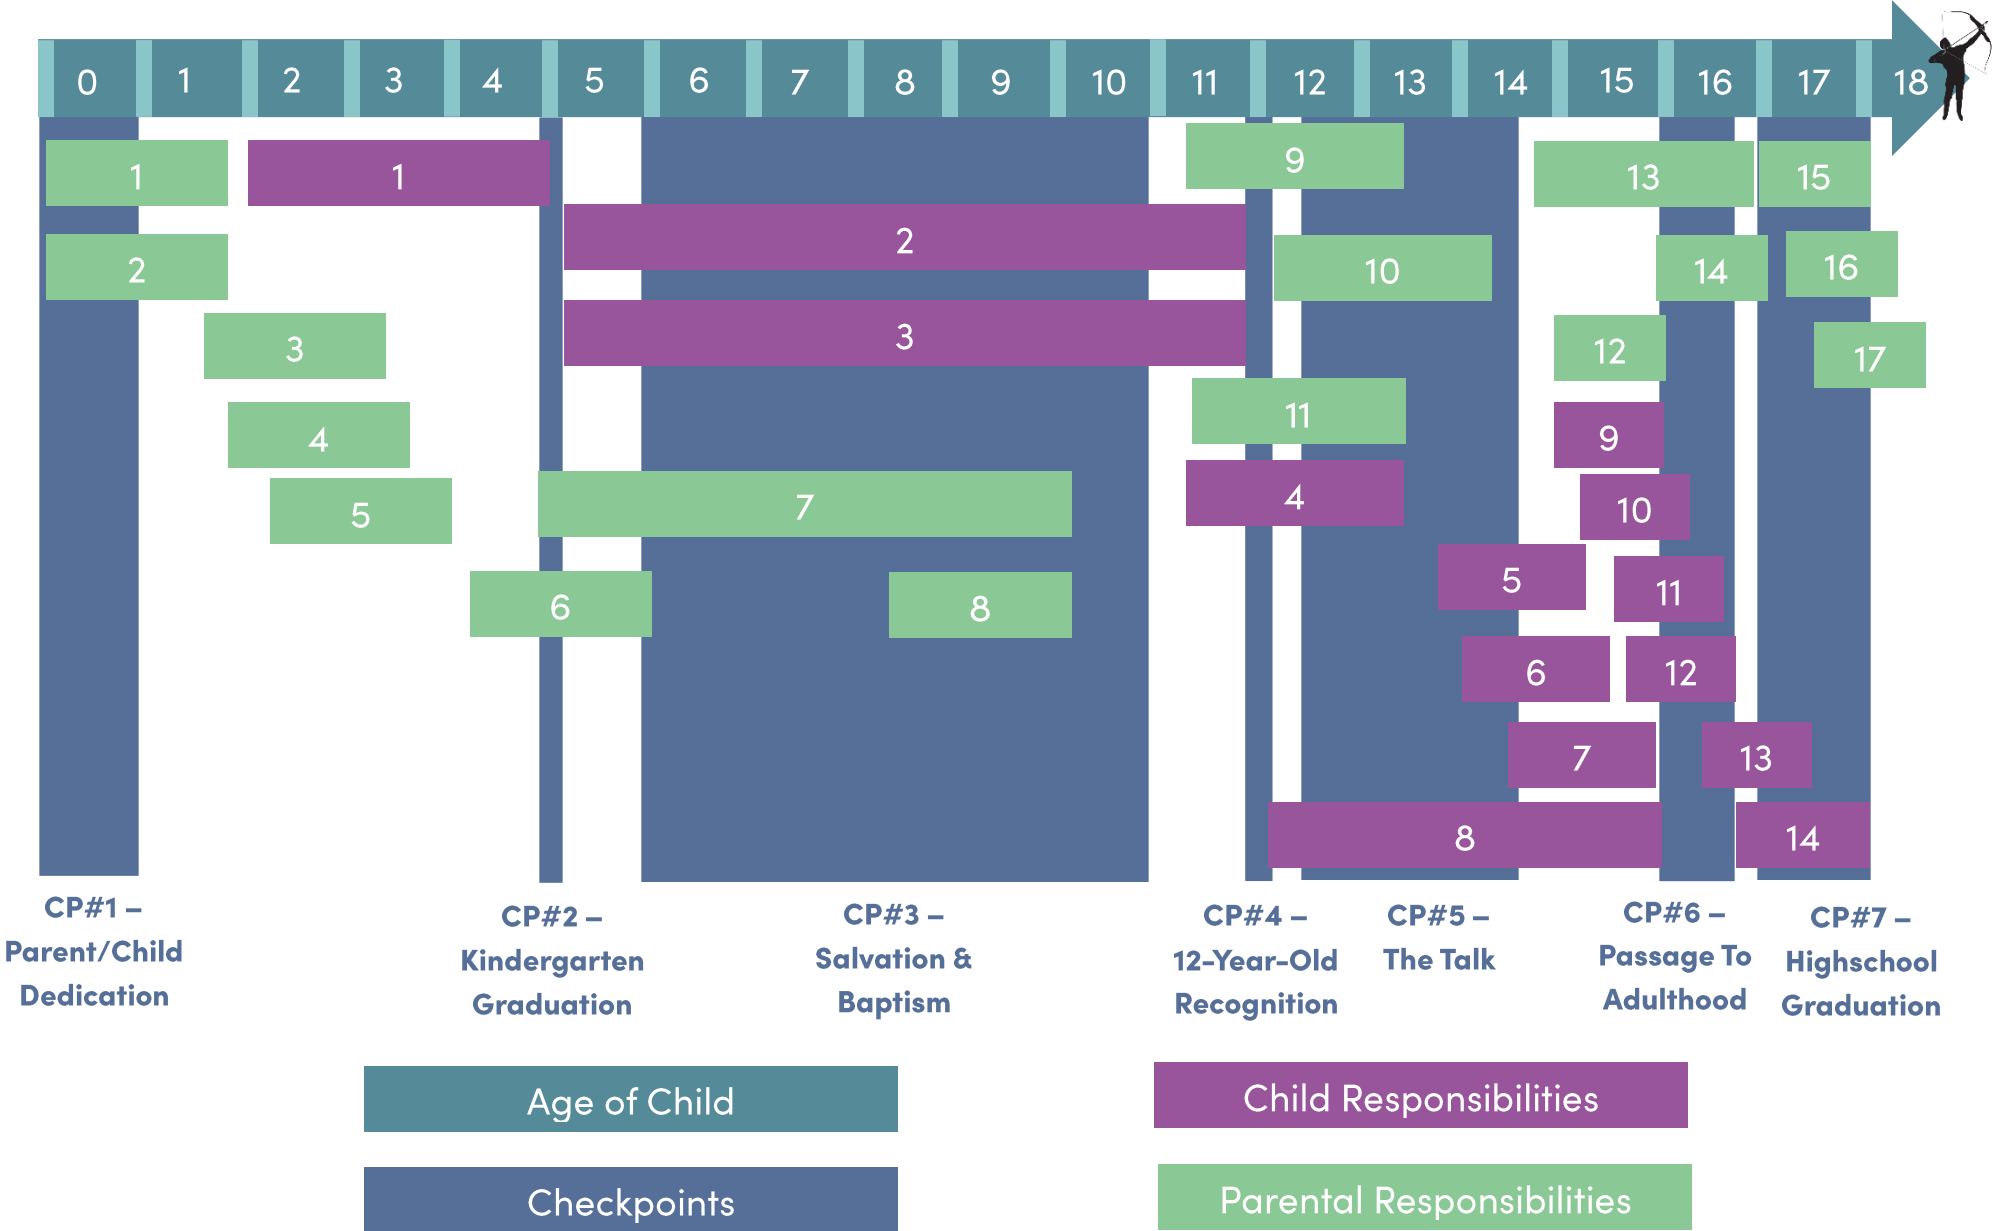 0 1 2 3 4 5 6 7 8 9 10 11 12 13 14 15 16 17 18
9
1 1 13 15
2
2 10 14 16
3
3 12 17
11
4 9
4
7 10
5
5
11
6 8
6 12
7 13
8 14
CP#1 –
Parent/Child
Dedication
CP#2 –
Kindergarten
Graduation
CP#3 –
Salvation &
Baptism
CP#4 –
12-Year-Old
Recognition
CP#5 –
The Talk
CP#6 –
Passage To
Adulthood
CP#7 –
Highschool
Graduation
Age of Child
Child Responsibilities
Checkpoints
Parental Responsibilities